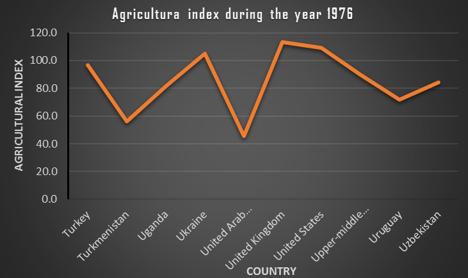 Agricultura index during the year 1976
AGRICULTURAL INDEX
120.0
100.0
80.0
60.0
40.0
20.0
0.0
Turkey
Turkmenistan
Uganda
Ukraine
United Arab...
United Kingdom
United States
Upper-middle...
Uruguay
Uzbekistan
COUNTRY